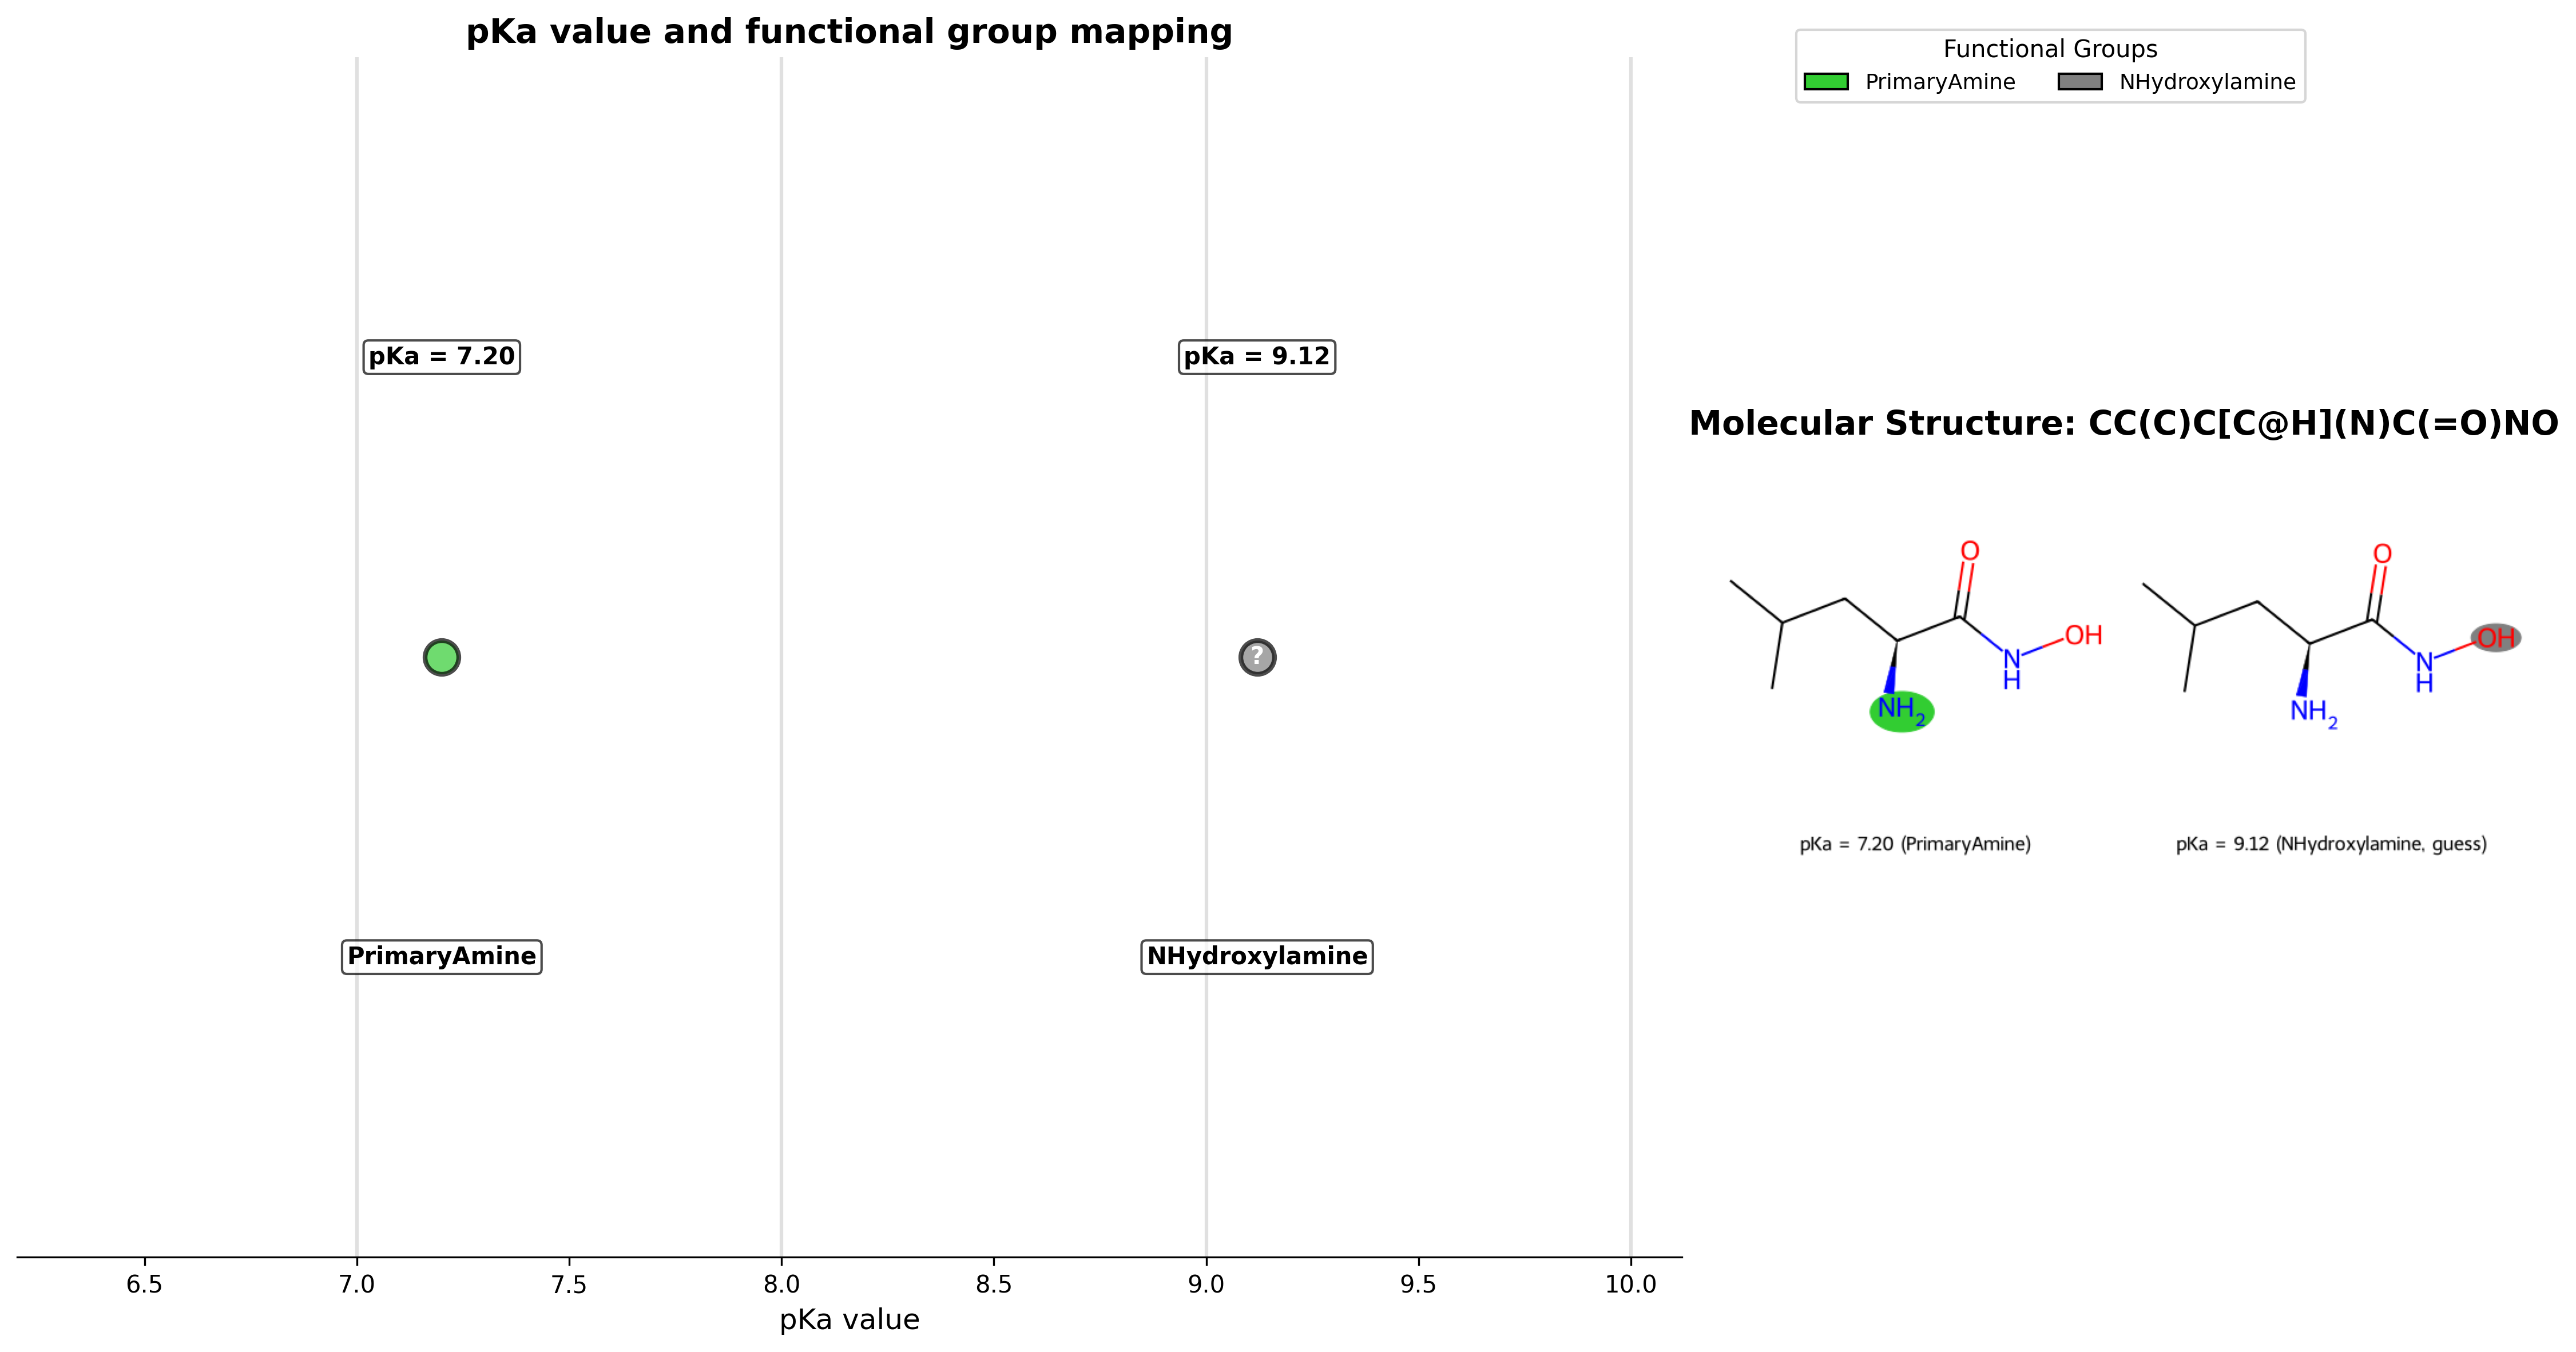 pKa value and functional group mapping
Functional Groups
PrimaryAmine NHydroxylamine
pKa = 7.20 pKa = 9.12
Molecular Structure: CC(C)C[C@H](N)C(=O)NO
?
O
OH
N
H
NH2
O
OH
N
H
NH2
pKa = 7.20 (PrimaryAmine) pKa = 9.12 (NHydroxylamine, guess)
PrimaryAmine NHydroxylamine
6.5 7.0 7.5 8.0 8.5 9.0 9.5 10.0
pKa value